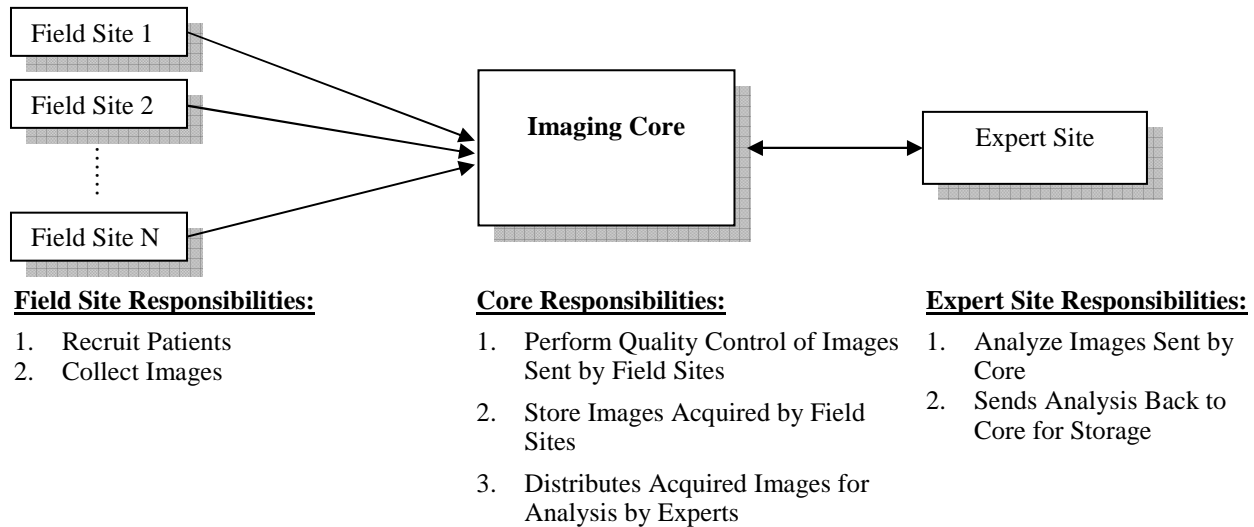 Field Site 1
Field Site 2
Field Site N
Imaging Core
Expert Site
Field Site Responsibilities:
1. Recruit Patients
2. Collect Images
Core Responsibilities:
1. Perform Quality Control of Images
Sent by Field Sites
2. Store Images Acquired by Field
Sites
3. Distributes Acquired Images for
Analysis by Experts
Expert Site Responsibilities:
1. Analyze Images Sent by
Core
2. Sends Analysis Back to
Core for Storage